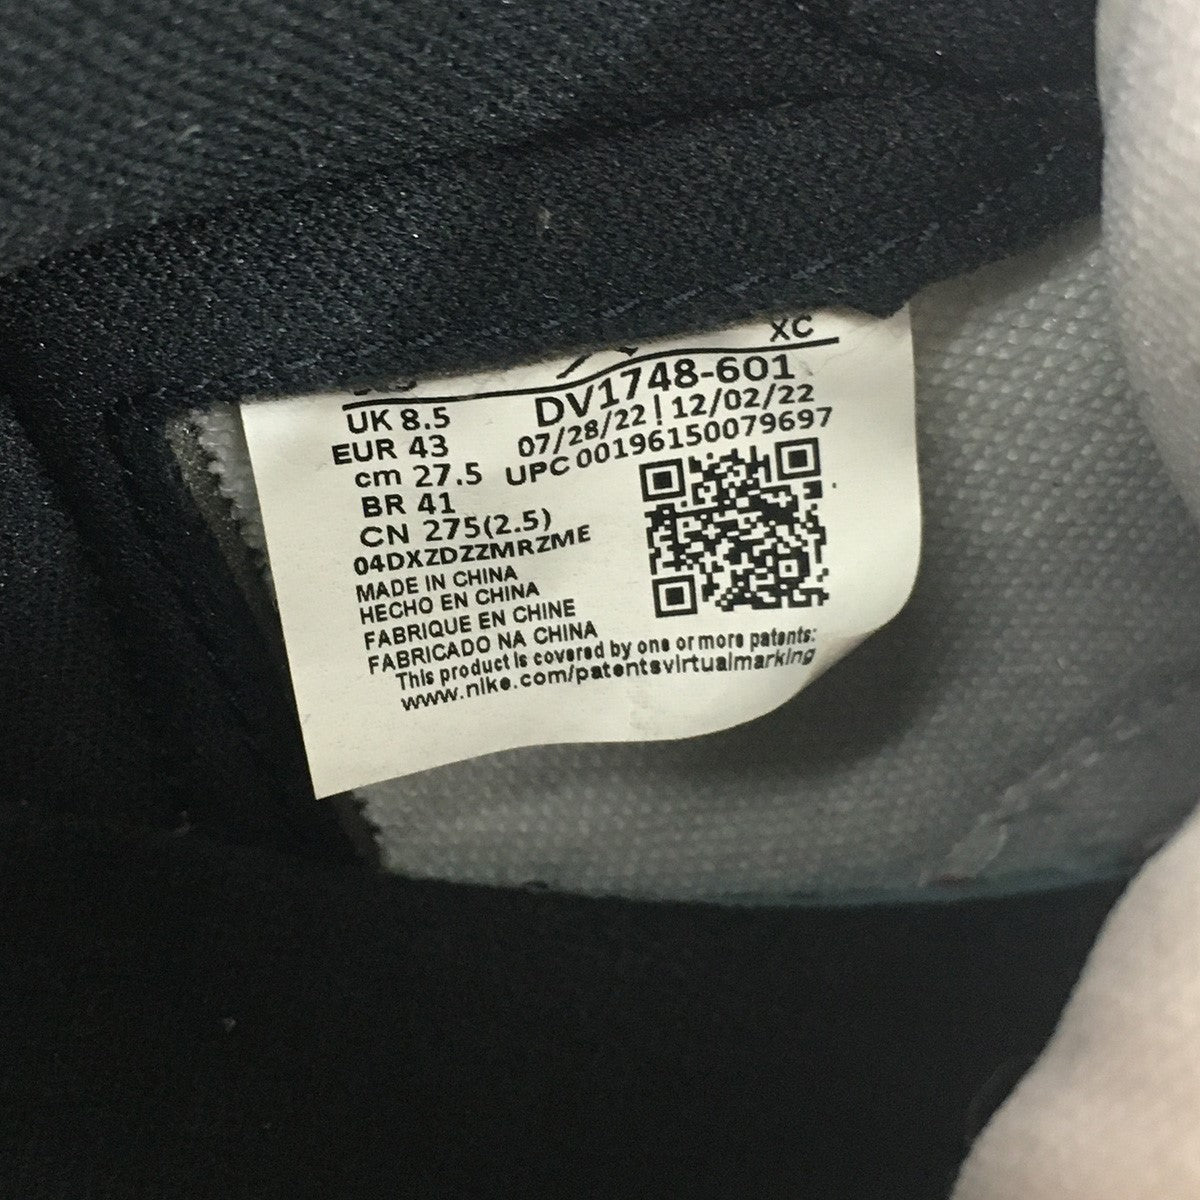 XC
UK 8.5
EUR 43
cm 27.5
BR 41
CN 275(2.5)
DV1748-601
07/28/22 | 12/02/22
UPC 00196150079697
04DXZDZZMRZME
MADE IN CHINA
HECHO EN CHINA
FABRIQUE EN CHINE
FABRICADO NA CHINA
This product is covered by one or more patents:
www.nike.com/patentsvirtualmarking